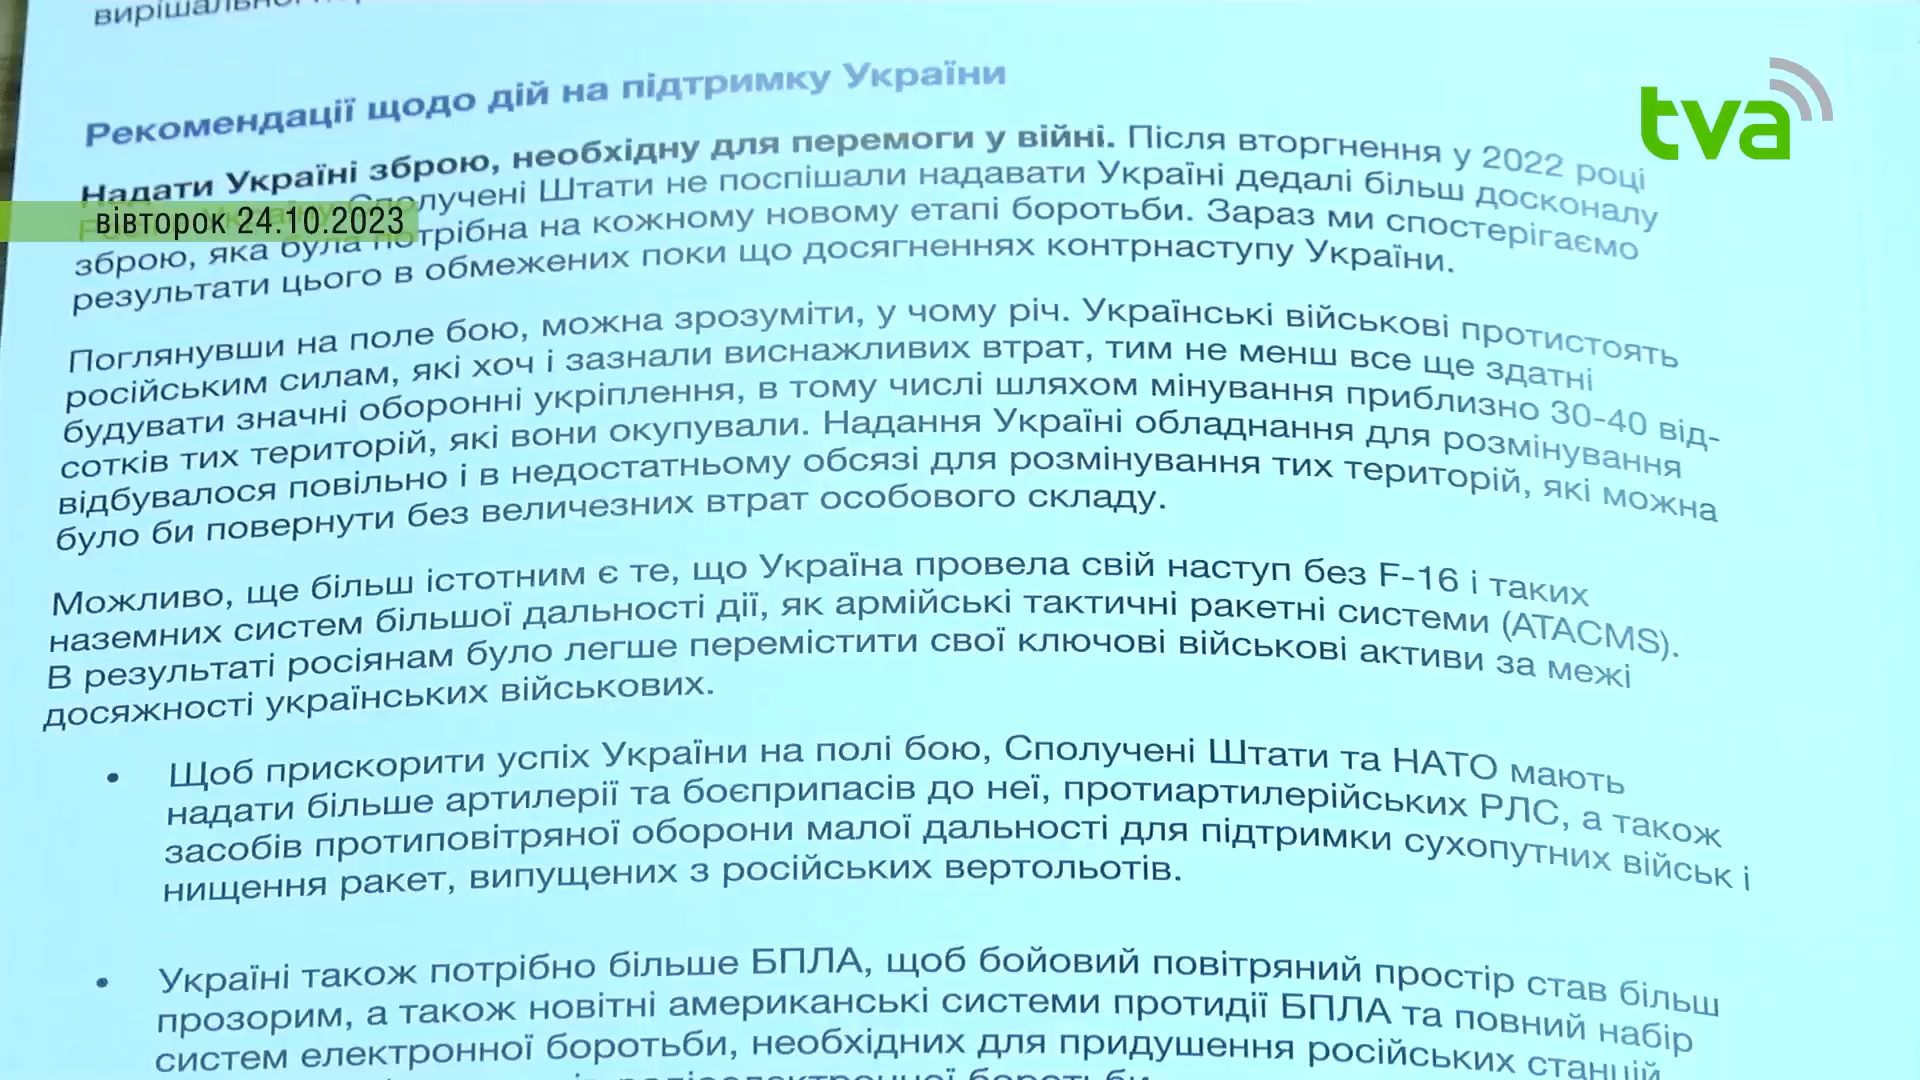 Рекомендації щодо дій на підтримку України
tva
Надати Україні зброю, необхідну для перемоги у війні. Після вторгнення у 2022 році
Сполучені Штати не поспішали надавати Україні дедалі більш досконалу
вівторок 24.10.2023
зброю, яка була потрібна на кожному новому етапі боротьби. Зараз ми спостерігаємо
результати цього в обмежених поки що досягненнях контрнаступу України.
Поглянувши на поле бою, можна зрозуміти, у чому річ. Українські військові протистоять
російським силам, які хоч і зазнали виснажливих втрат, тим не менш все ще здатні
будувати значні оборонні укріплення, в тому числі шляхом мінування приблизно 30-40 від-
сотків тих територій, які вони окупували. Надання Україні обладнання для розмінування
відбувалося повільно і в недостатньому обсязі для розмінування тих територій, які можна
було би повернути без величезних втрат особового складу.
Можливо, ще більш істотним є те, що Україна провела свій наступ без F-16 і таких
наземних систем більшої дальності дії, як армійські тактичні ракетні системи (ATACMS).
В результаті росіянам було легше перемістити свої ключові військові активи за межі
досяжності українських військових.
• Щоб прискорити успіх України на полі бою, Сполучені Штати та НАТО мають
надати більше артилерії та боєприпасів до неї, протиартилерійських РЛС, а також
засобів протиповітряної оборони малої дальності для підтримки сухопутних військ і
нищення ракет, випущених з російських вертольотів.
• Україні також потрібно більше БПЛА, щоб бойовий повітряний простір став більш
прозорим, а також новітні американські системи протидії БПЛА та повний набір
систем електронної боротьби, необхідних для придушення російських станцій